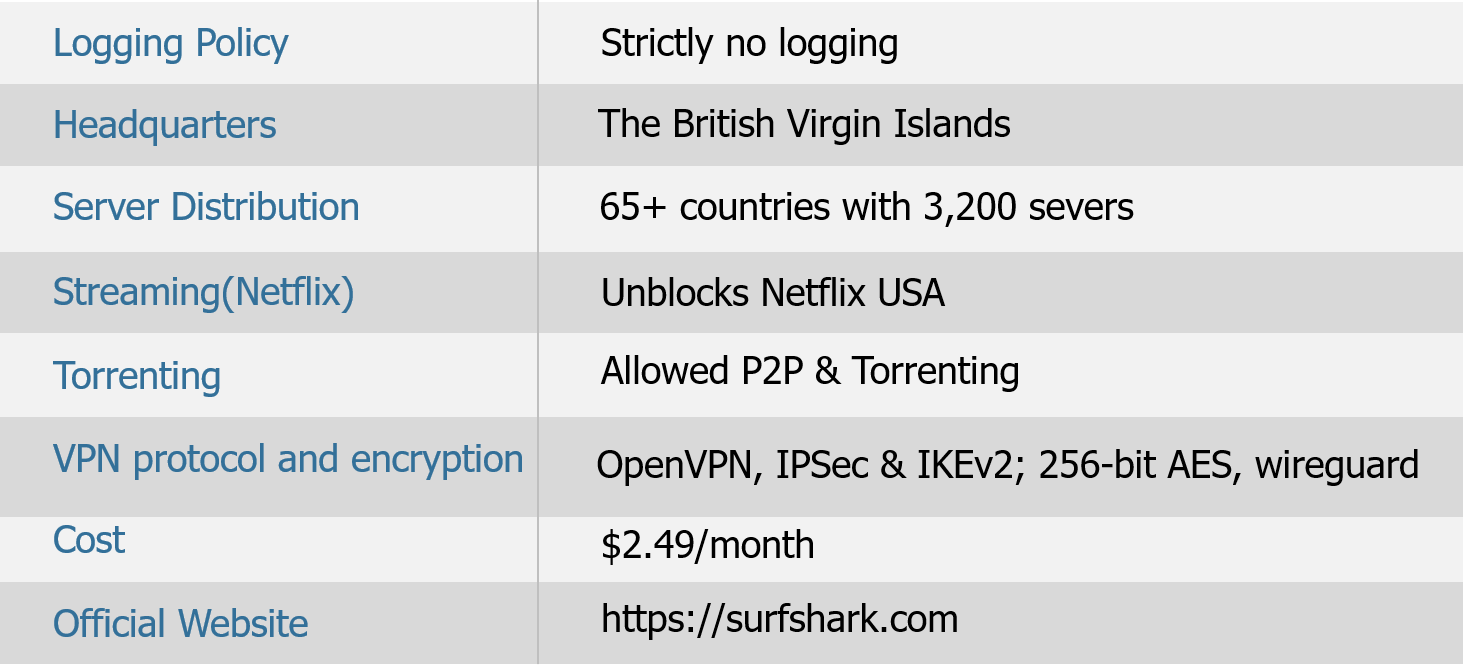 Logging Policy Strictly no logging
Headquarters The British Virgin Islands
Server Distribution 65+ countries with 3,200 severs
Streaming(Netflix) Unblocks Netflix USA
Torrenting Allowed P2P & Torrenting
VPN protocol and encryption OpenVPN, IPSec & IKEv2; 256-bit AES, wireguard
Cost $2.49/month
Official Website https://surfshark.com